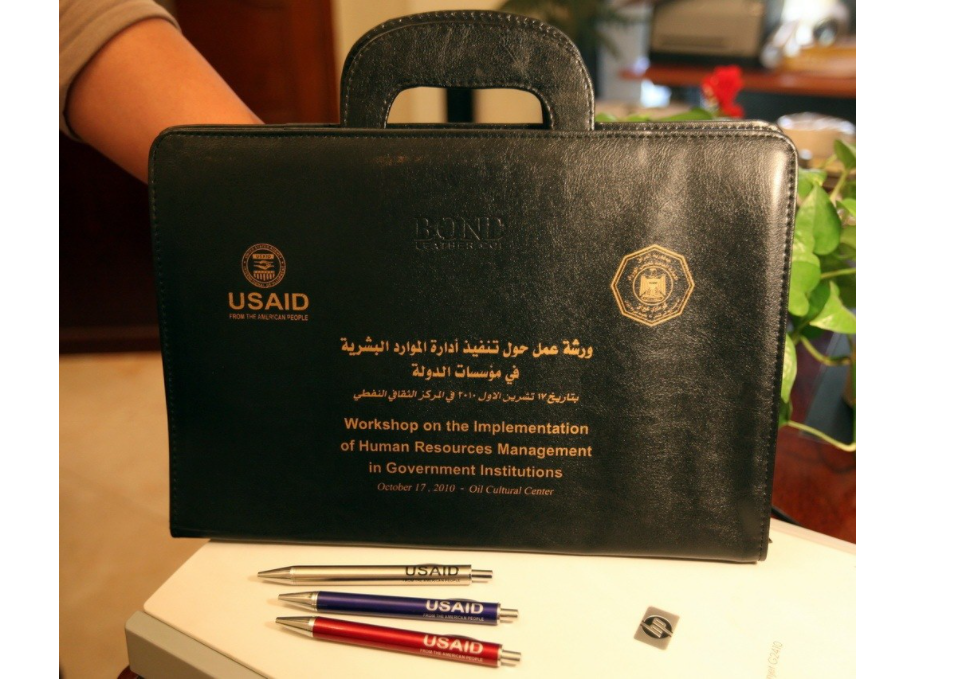 BOND
LEATHER CO.
USAID
FROM THE AMERICAN PEOPLE
ورشة عمل حول تنفيذ أدارة الموارد البشرية
في مؤسسات الدولة
بتاريخ ١٧ تشرين الاول ٢٠١٠ في المركز الثقافي النفطي
Workshop on the Implementation
of Human Resources Management
in Government Institutions
October 17 , 2010 - Oil Cultural Center
USAID
FROM THE AMERICAN PEOPLE
USAID
FROM THE AMERICAN PEOPLE
USAID
FROM THE AMERICAN PEOPLE
hp